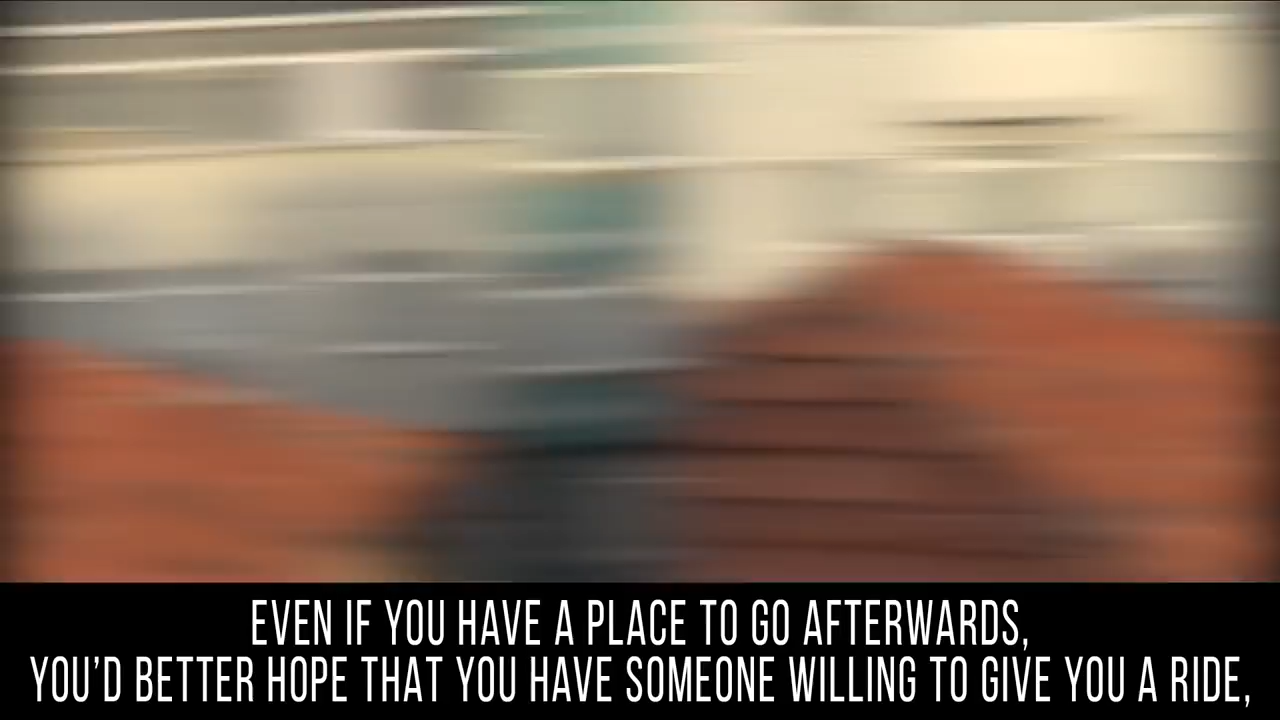 EVEN IF YOU HAVE A PLACE TO GO AFTERWARDS,
YOU’D BETTER HOPE THAT YOU HAVE SOMEONE WILLING TO GIVE YOU A RIDE,